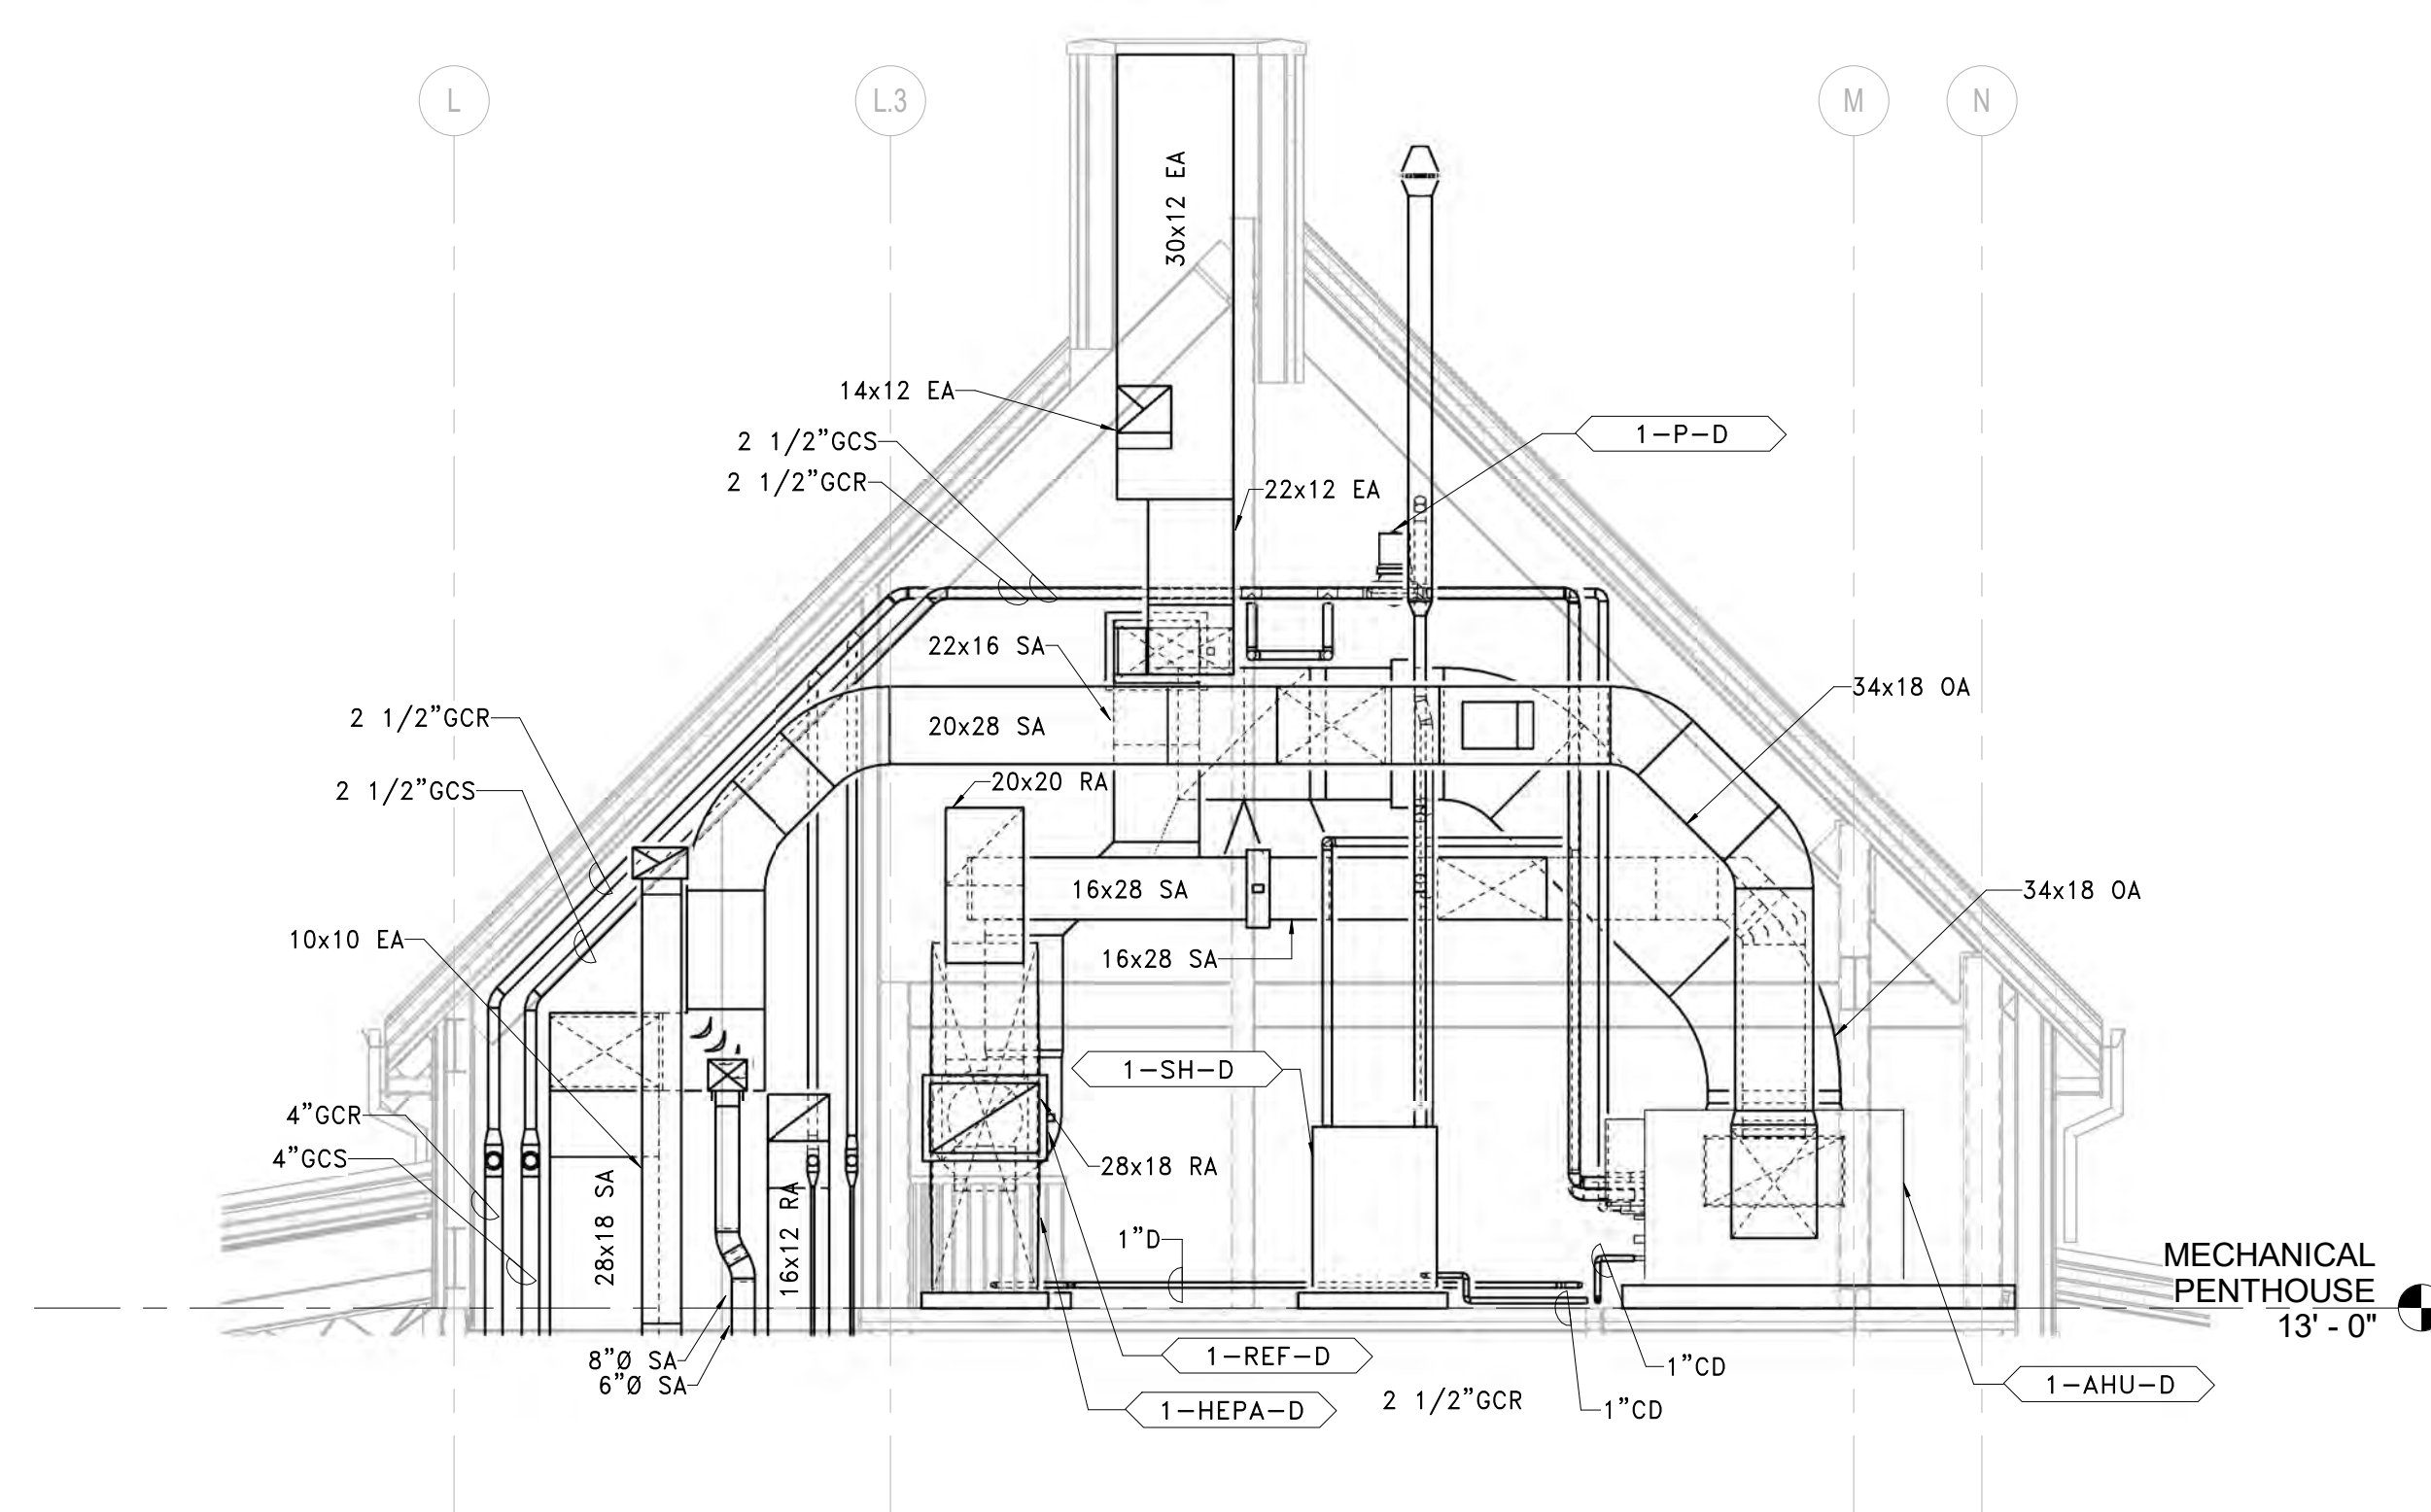 L
L.3
M
N
30x12 EA
14x12 EA
2 1/2"GCS
2 1/2"GCR
1-P-D
22x12 EA
22x16 SA
34x18 OA
2 1/2"GCR
20x28 SA
20x20 RA
2 1/2"GCS
16x28 SA
34x18 OA
10x10 EA
16x28 SA
1-SH-D
4"GCR
4"GCS
28x18 RA
28x18 SA
16x12 RA
1"D
MECHANICAL
PENTHOUSE
13' - 0"
8"Ø SA
6"Ø SA
1-REF-D
1"CD
1-AHU-D
1-HEPA-D
2 1/2"GCR
1"CD